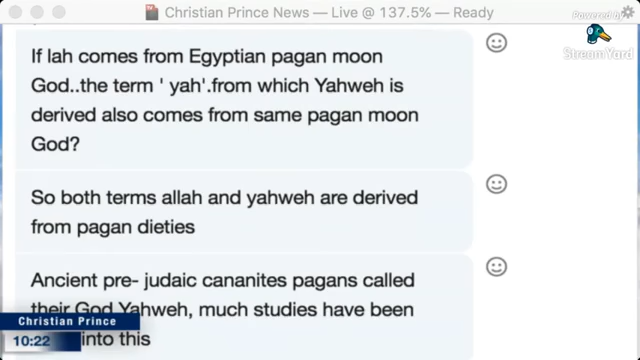 Christian Prince News — Live @ 137.5% — Ready
Powered by
StreamYard
If lah comes from Egyptian pagan moon
God..the term ' yah'.from which Yahweh is
derived also comes from same pagan moon
God?
So both terms allah and yahweh are derived
from pagan dieties
Ancient pre- judaic cananites pagans called
their God Yahweh, much studies have been
into this
Christian Prince
10:22